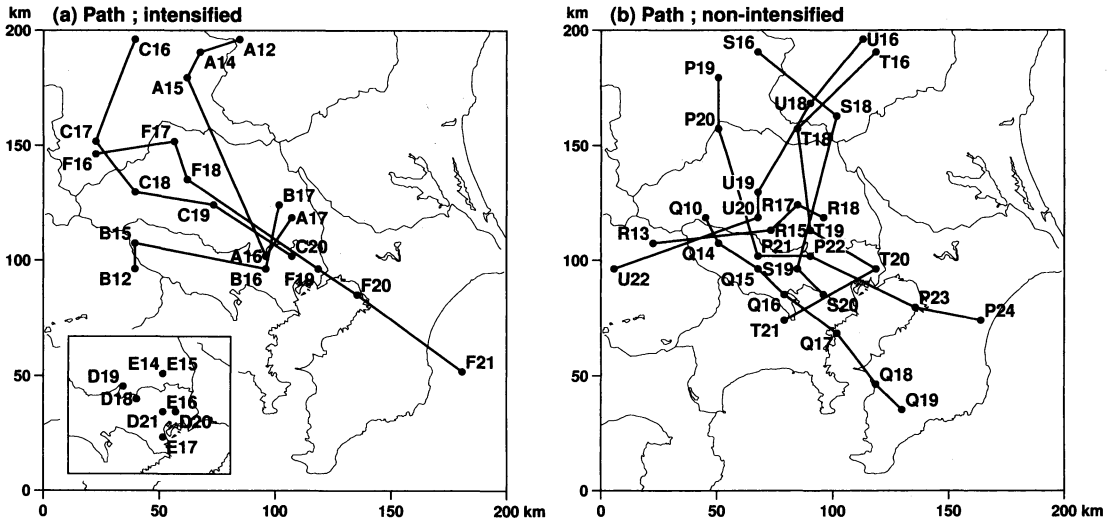 km (a) Path ; intensified
200
150
100
50
0
0 50 100 150 200 km
C16 A12
A14
A15
C17 F17
F16
F18
C18
B17
C19 A17
B15
C20
A16
B12 B16 F19
F20
F21
E14 E15
D19
D18 E16
D21 D20
E17
km (b) Path ; non-intensified
200
150
100
50
0
0 50 100 150 200 km
S16 U16
T16
P19
U18 S18
P20
T18
U19
Q10 U20 R17 R18
R13 R15 T19
Q14 P21 P22
U22 Q15 S19 T20
Q16 S20 P23
T21 P24
Q17
Q18
Q19